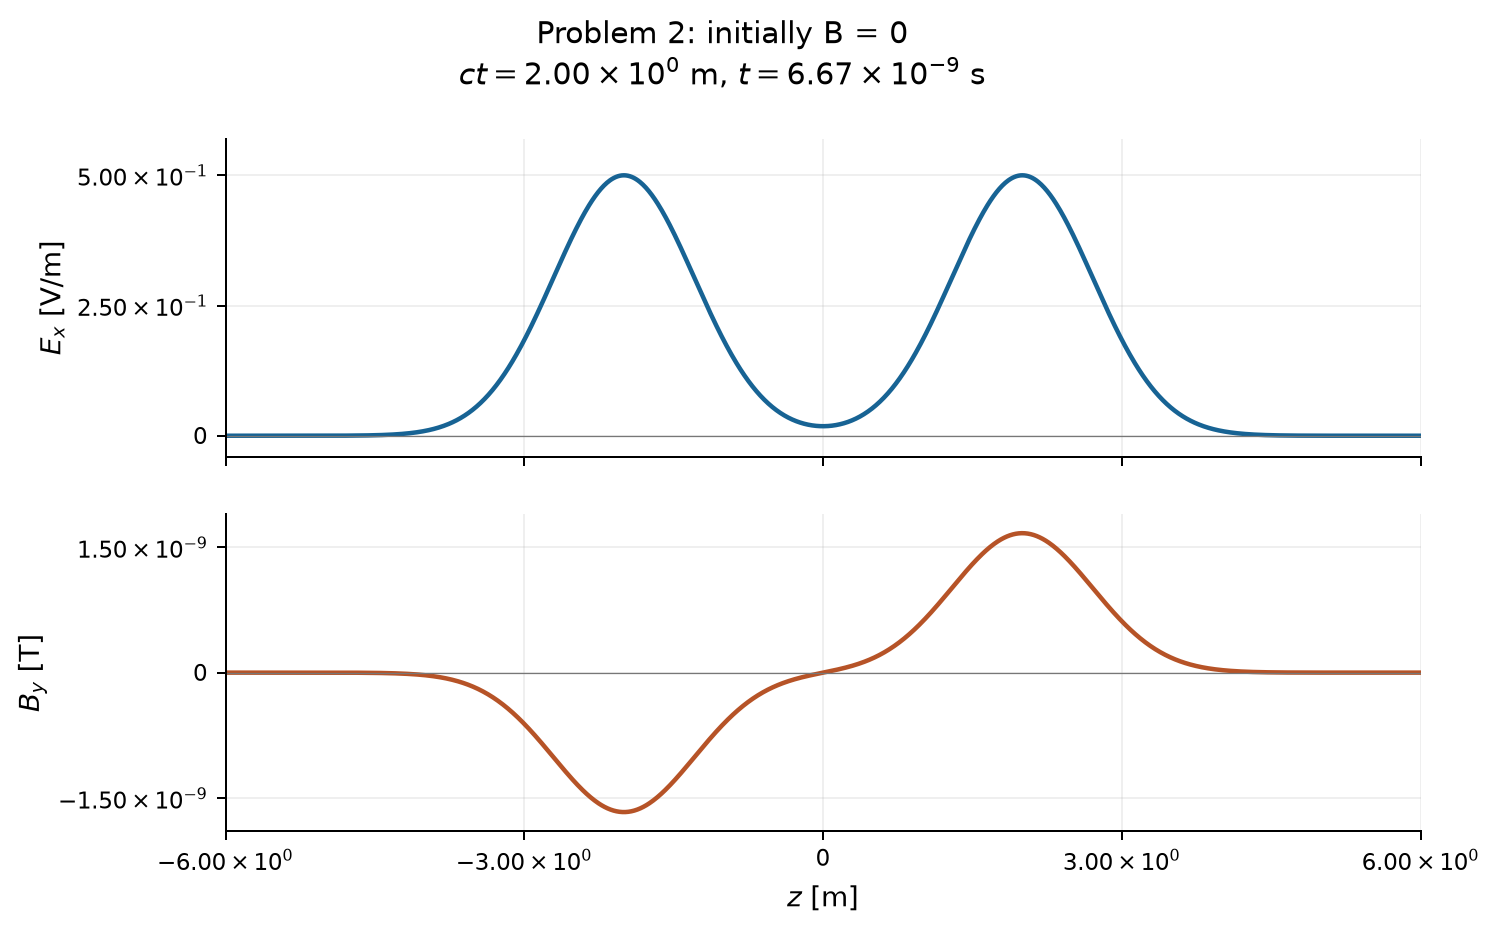 Problem 2: initially B = 0
ct = 2.00 × 10⁰ m, t = 6.67 × 10⁻⁹ s
5.00 × 10⁻¹
2.50 × 10⁻¹
0
Eₓ [V/m]
1.50 × 10⁻⁹
0
−1.50 × 10⁻⁹
B_y [T]
−6.00 × 10⁰ −3.00 × 10⁰ 0 3.00 × 10⁰ 6.00 × 10⁰
z [m]